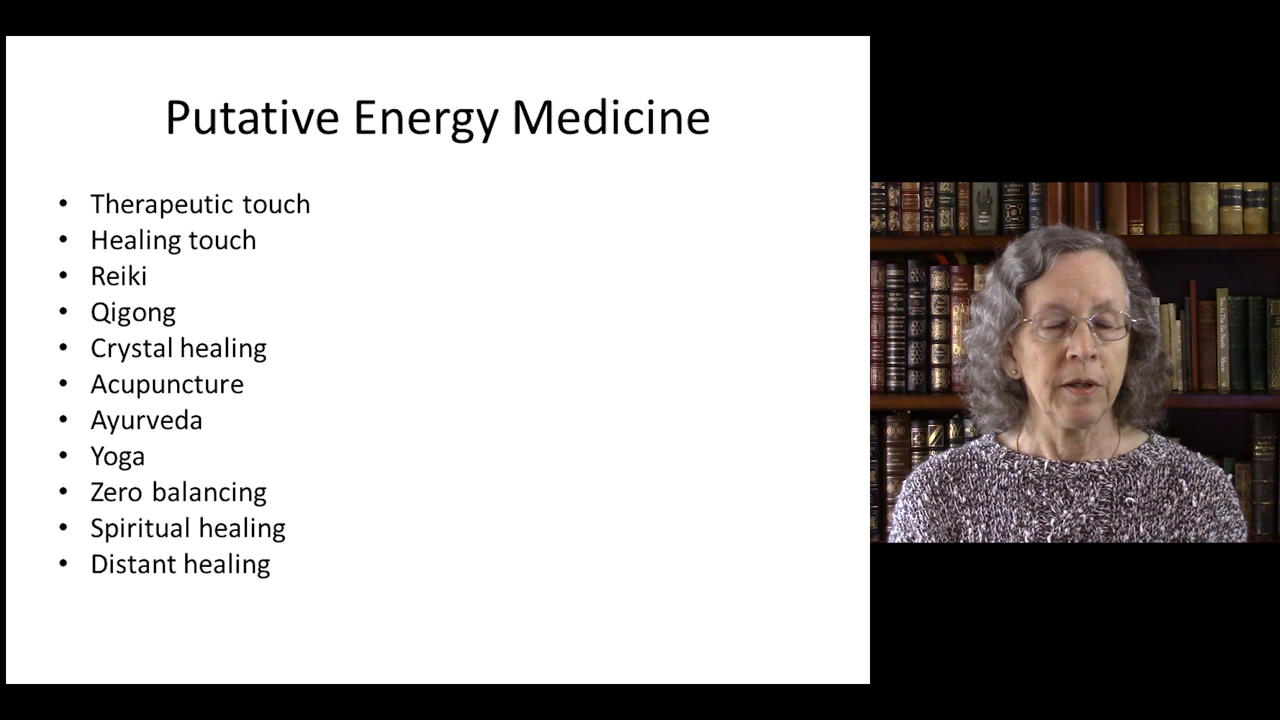 Putative Energy Medicine
• Therapeutic touch
• Healing touch
• Reiki
• Qigong
• Crystal healing
• Acupuncture
• Ayurveda
• Yoga
• Zero balancing
• Spiritual healing
• Distant healing